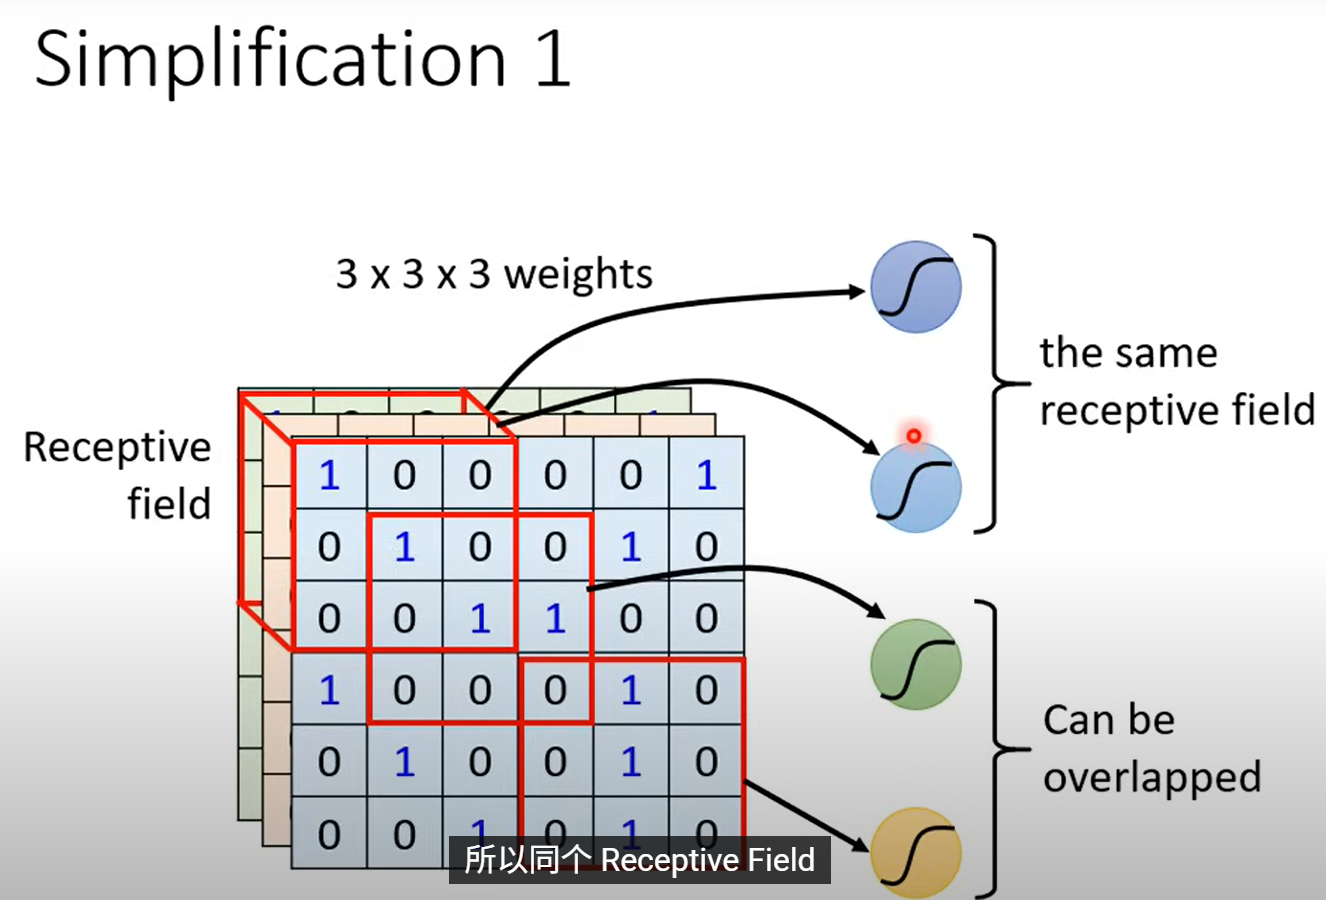 Simplification 1
3 x 3 x 3 weights
the same
receptive field
Receptive
field
1 0 0 0 0 1
0 1 0 0 1 0
0 0 1 1 0 0
1 0 0 0 1 0
0 1 0 0 1 0
0 0 1 0 1 0
Can be
overlapped
所以同个 Receptive Field